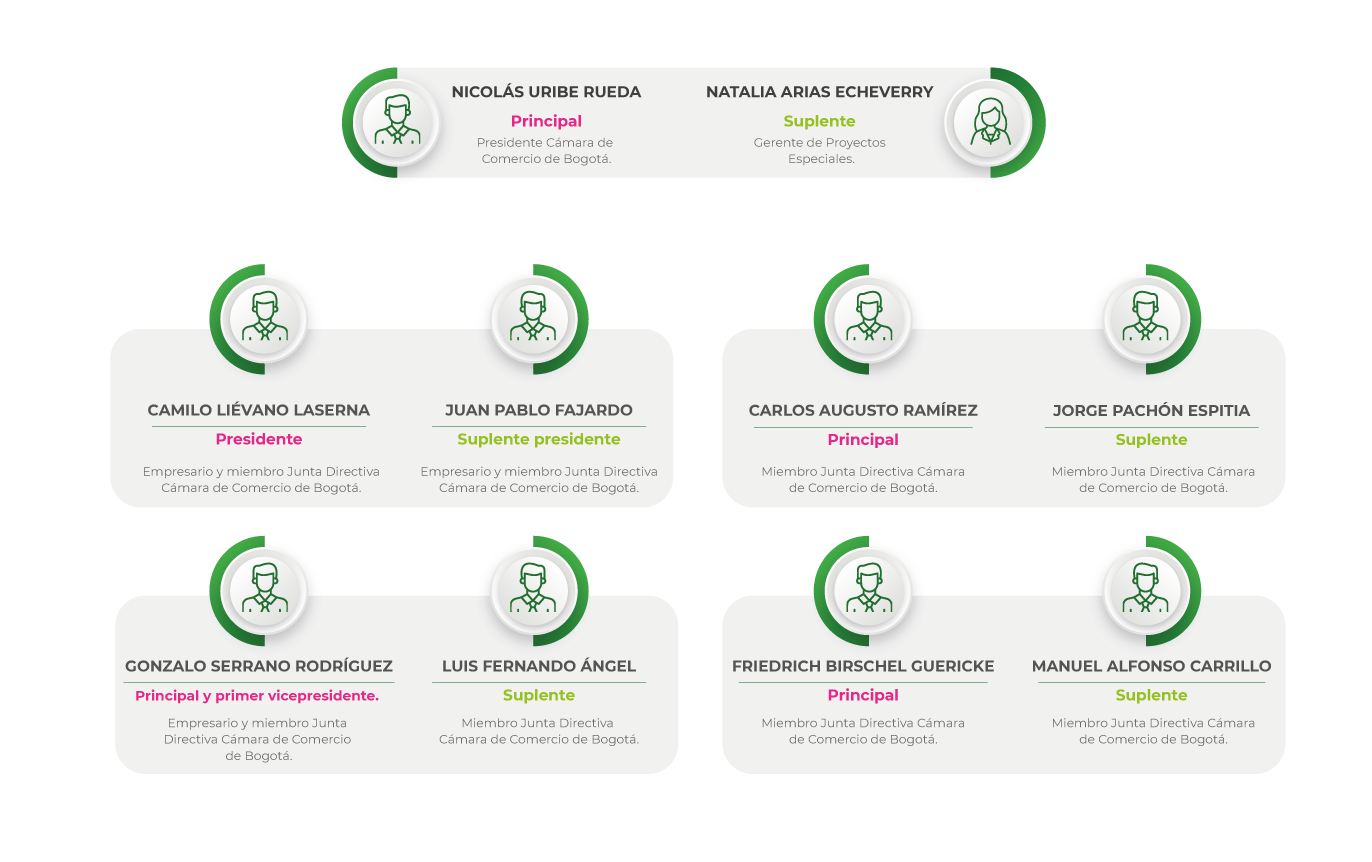 NICOLÁS URIBE RUEDA
Principal
Presidente Cámara de
Comercio de Bogotá.
NATALIA ARIAS ECHEVERRY
Suplente
Gerente de Proyectos
Especiales.
CAMILO LIÉVANO LASERNA
Presidente
Empresario y miembro Junta Directiva
Cámara de Comercio de Bogotá.
JUAN PABLO FAJARDO
Suplente presidente
Empresario y miembro Junta Directiva
Cámara de Comercio de Bogotá.
CARLOS AUGUSTO RAMÍREZ
Principal
Miembro Junta Directiva Cámara
de Comercio de Bogotá.
JORGE PACHÓN ESPITIA
Suplente
Miembro Junta Directiva Cámara
de Comercio de Bogotá.
GONZALO SERRANO RODRÍGUEZ
Principal y primer vicepresidente.
Empresario y miembro Junta
Directiva Cámara de Comercio
de Bogotá.
LUIS FERNANDO ÁNGEL
Suplente
Miembro Junta Directiva
Cámara de Comercio de Bogotá.
FRIEDRICH BIRSCHEL GUERICKE
Principal
Miembro Junta Directiva Cámara
de Comercio de Bogotá.
MANUEL ALFONSO CARRILLO
Suplente
Miembro Junta Directiva Cámara
de Comercio de Bogotá.